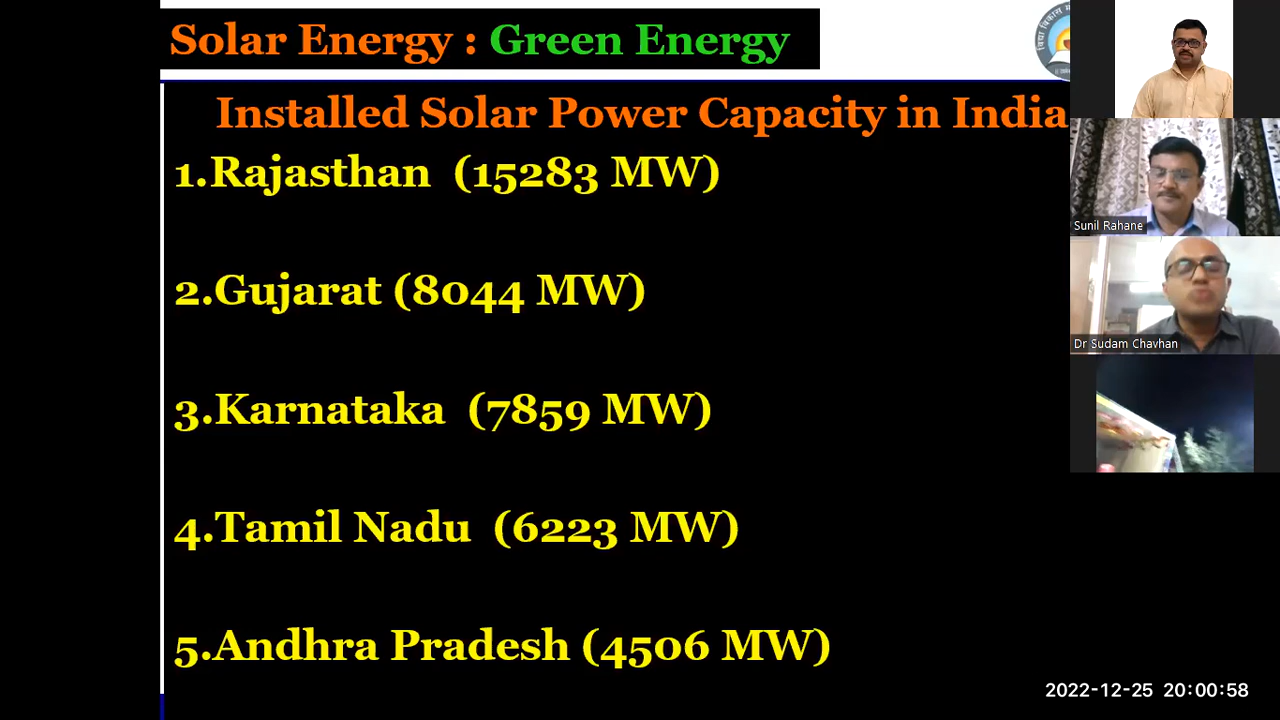 Solar Energy : Green Energy
Installed Solar Power Capacity in India
1.Rajasthan (15283 MW)
2.Gujarat (8044 MW)
3.Karnataka (7859 MW)
4.Tamil Nadu (6223 MW)
5.Andhra Pradesh (4506 MW)
Sunil Rahane
Dr Sudam Chavhan
2022-12-25 20:00:58